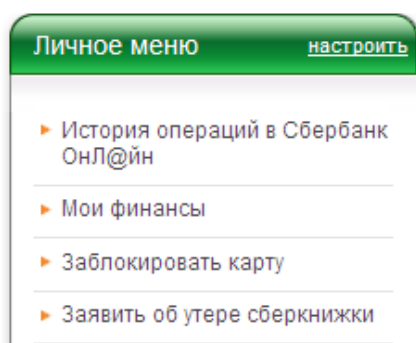 Личное меню настроить
История операций в Сбербанк
ОнЛ@йн
Мои финансы
Заблокировать карту
Заявить об утере сберкнижки